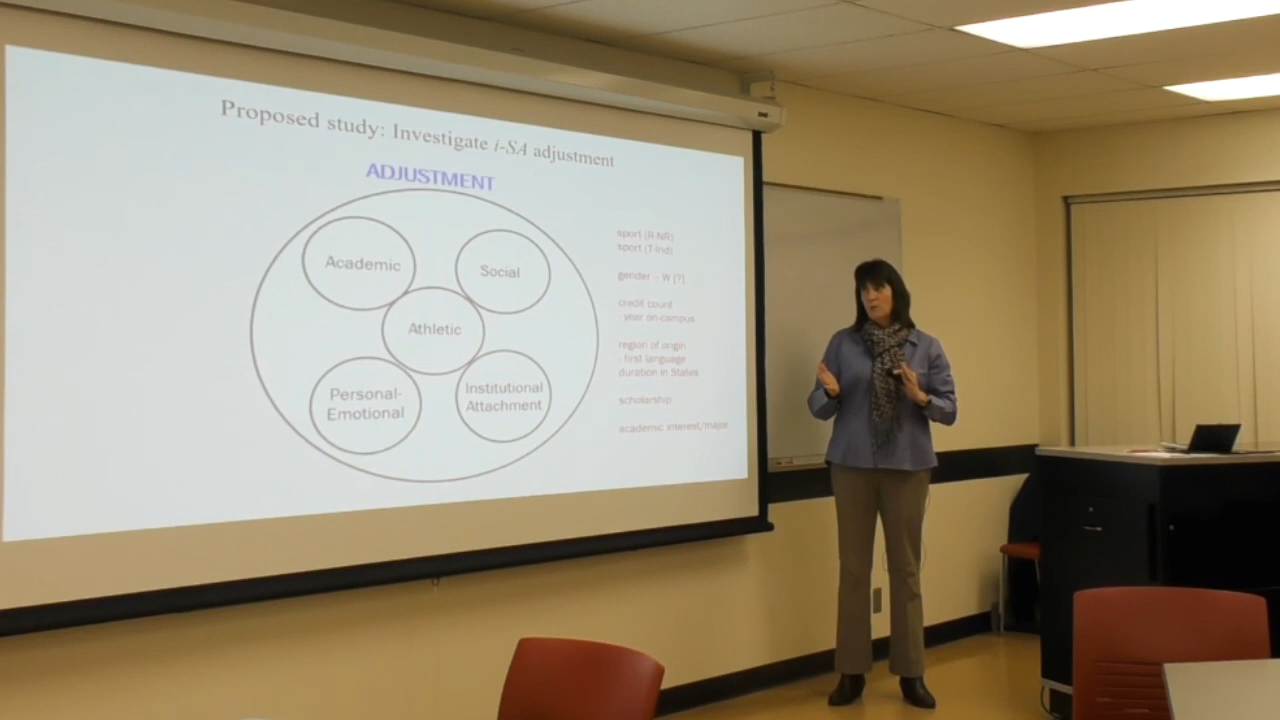 Proposed study: Investigate i-SA adjustment
ADJUSTMENT
Academic
Social
Athletic
Personal-
Emotional
Institutional
Attachment
sport (R-NR)
sport (T-Ind)
gender – W [?]
credit count
- year on-campus
region of origin
- first language
duration in States
scholarship
academic interest/major